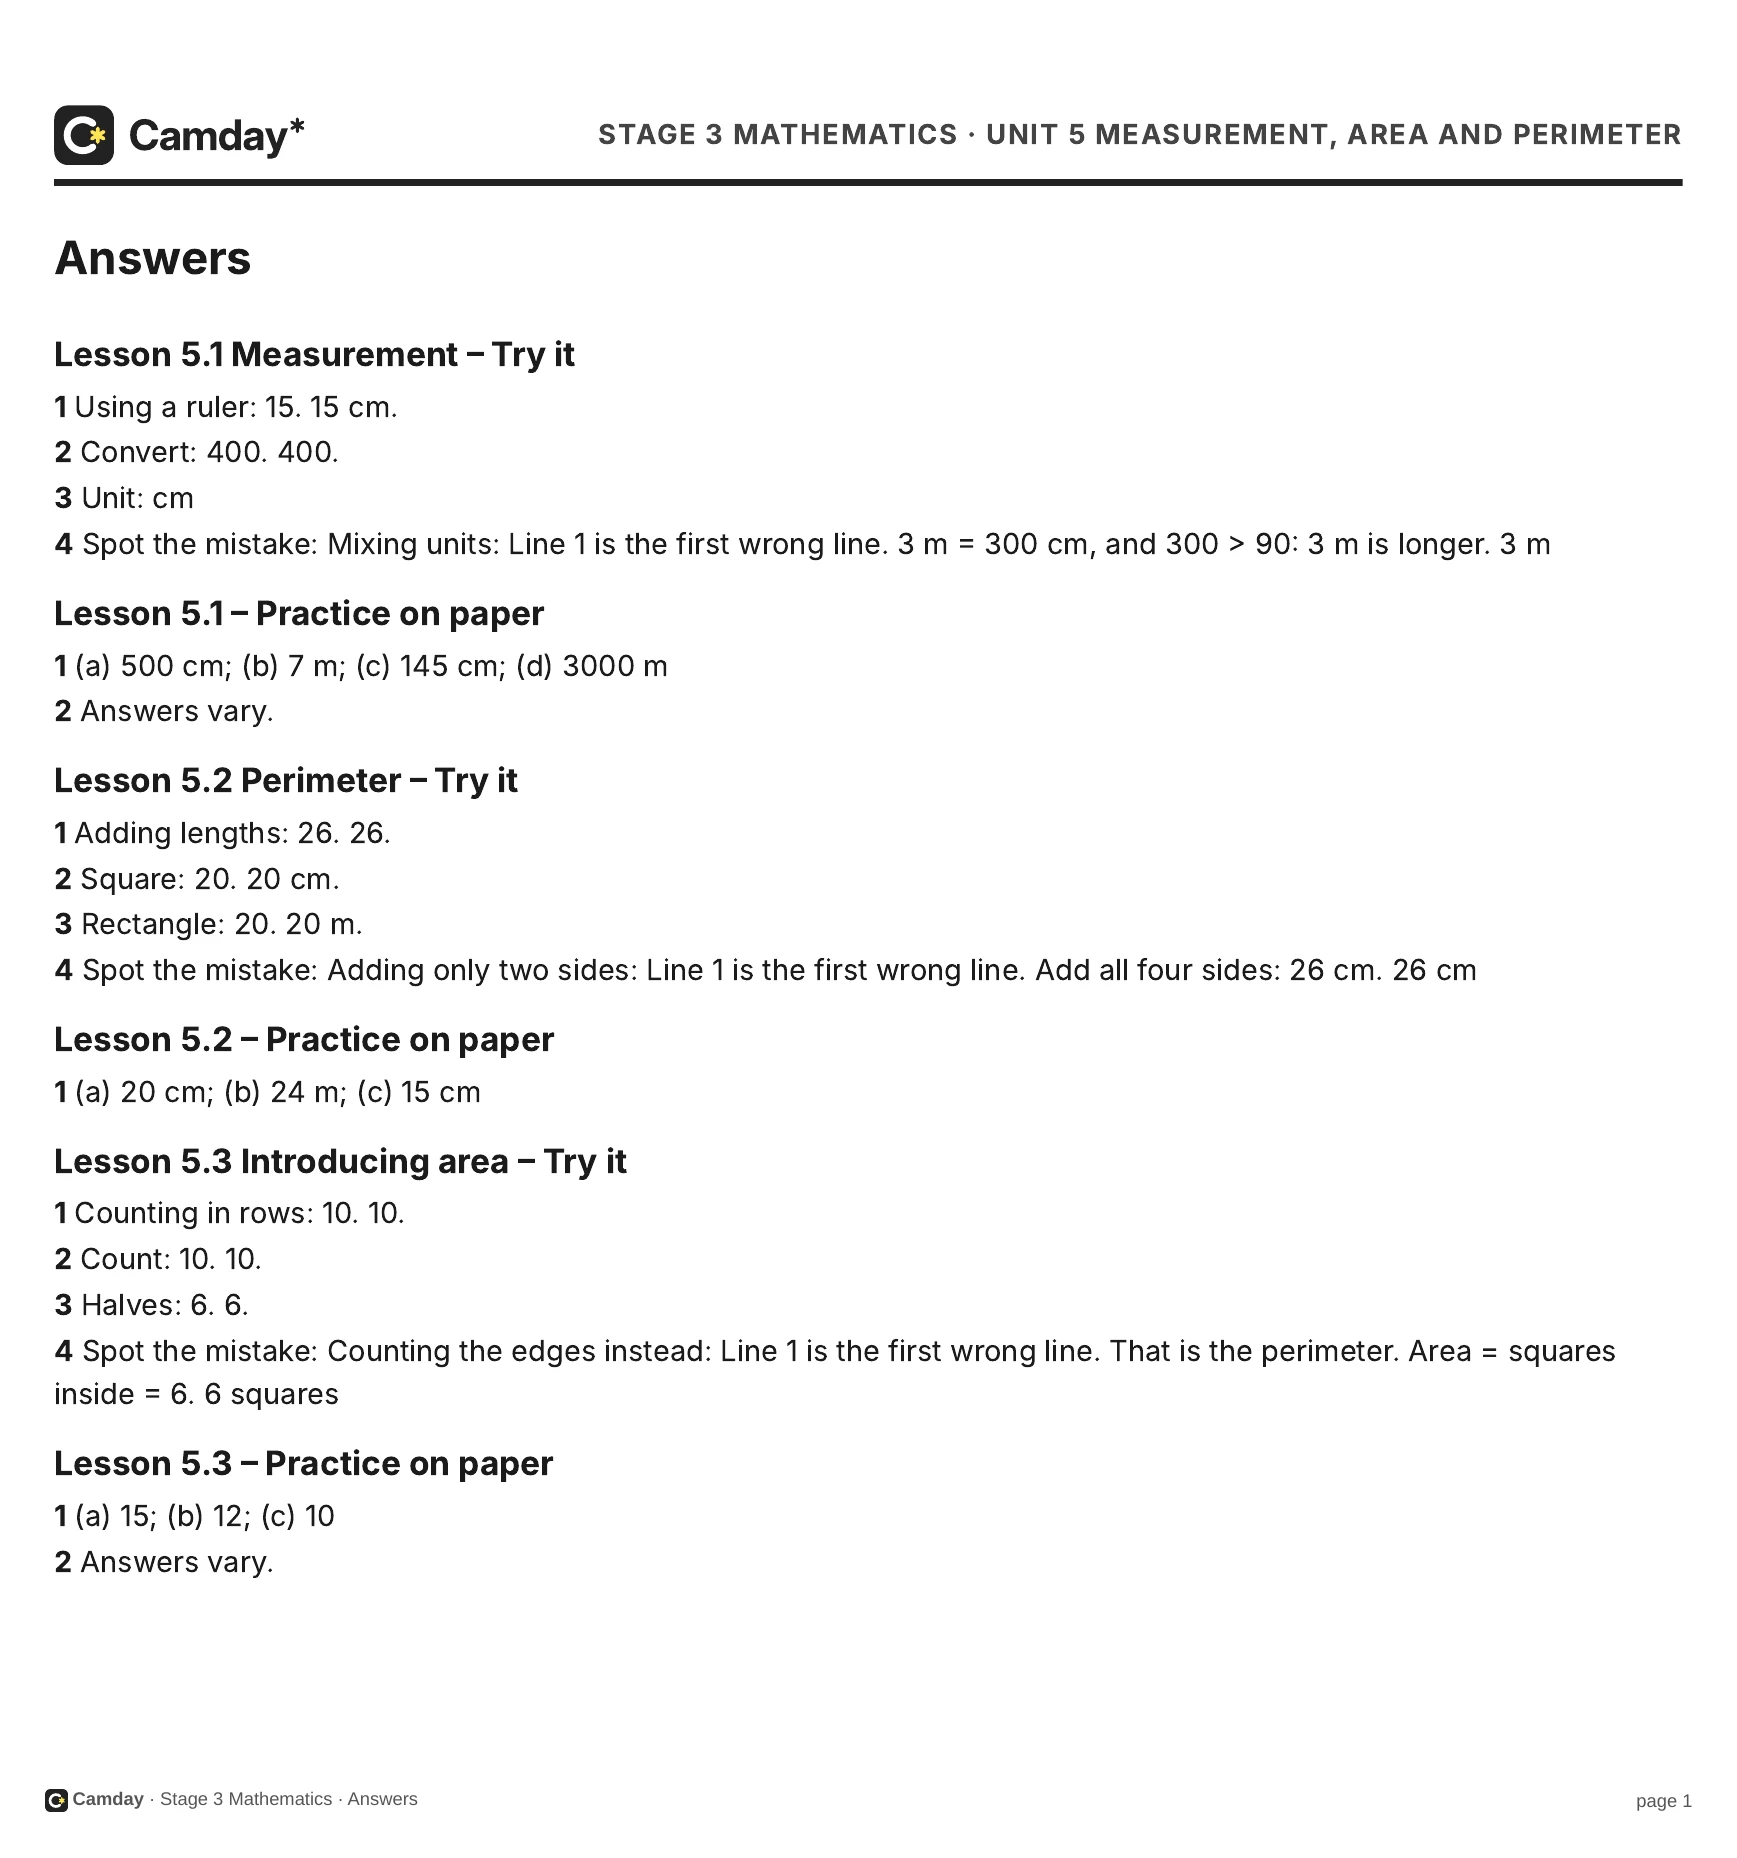 Camday*
STAGE 3 MATHEMATICS · UNIT 5 MEASUREMENT, AREA AND PERIMETER
Answers
Lesson 5.1 Measurement – Try it
1 Using a ruler: 15. 15 cm.
2 Convert: 400. 400.
3 Unit: cm
4 Spot the mistake: Mixing units: Line 1 is the first wrong line. 3 m = 300 cm, and 300 > 90: 3 m is longer. 3 m
Lesson 5.1 – Practice on paper
1 (a) 500 cm; (b) 7 m; (c) 145 cm; (d) 3000 m
2 Answers vary.
Lesson 5.2 Perimeter – Try it
1 Adding lengths: 26. 26.
2 Square: 20. 20 cm.
3 Rectangle: 20. 20 m.
4 Spot the mistake: Adding only two sides: Line 1 is the first wrong line. Add all four sides: 26 cm. 26 cm
Lesson 5.2 – Practice on paper
1 (a) 20 cm; (b) 24 m; (c) 15 cm
Lesson 5.3 Introducing area – Try it
1 Counting in rows: 10. 10.
2 Count: 10. 10.
3 Halves: 6. 6.
4 Spot the mistake: Counting the edges instead: Line 1 is the first wrong line. That is the perimeter. Area = squares
inside = 6. 6 squares
Lesson 5.3 – Practice on paper
1 (a) 15; (b) 12; (c) 10
2 Answers vary.
Camday · Stage 3 Mathematics · Answers
page 1